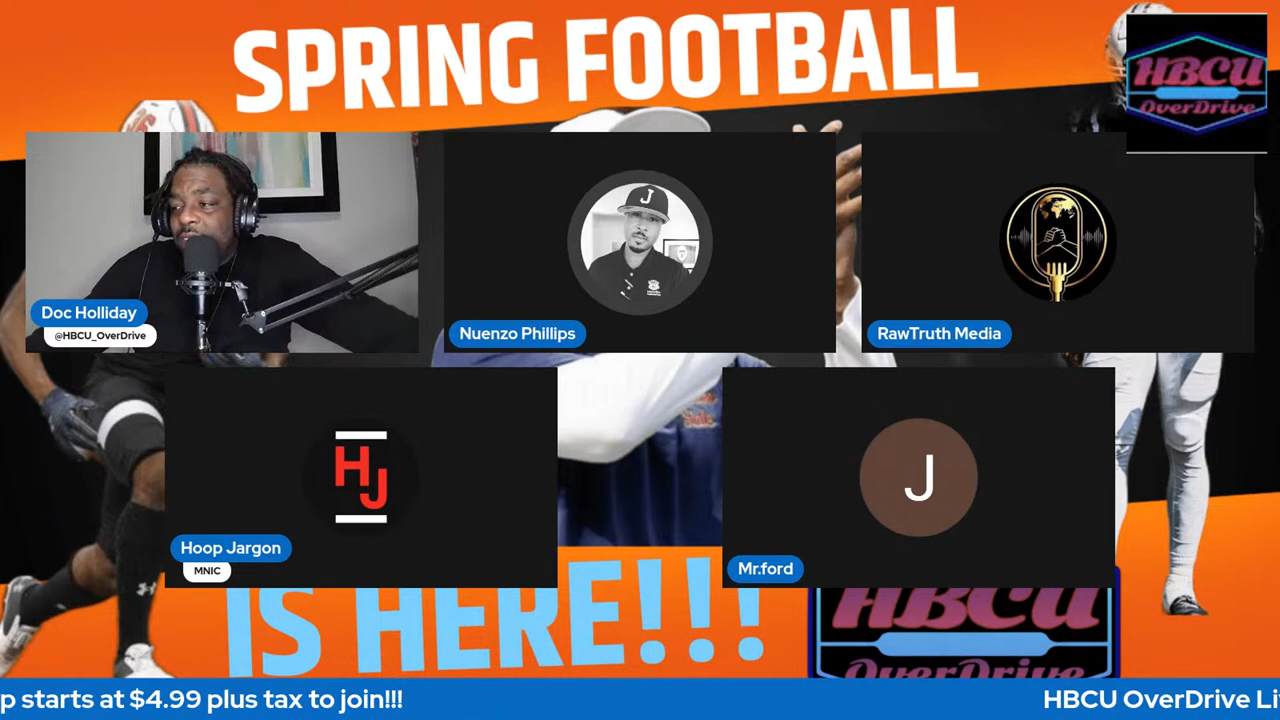 SPRING FOOTBALL
HBCU
OverDrive
J
Doc Holliday
@HBCU_OverDrive
Nuenzo Phillips
RawTruth Media
HJ
J
Hoop Jargon
MNIC
Mr.ford
IS HERE!!!
HBCU
OverDrive
p starts at $4.99 plus tax to join!!!
HBCU OverDrive Li